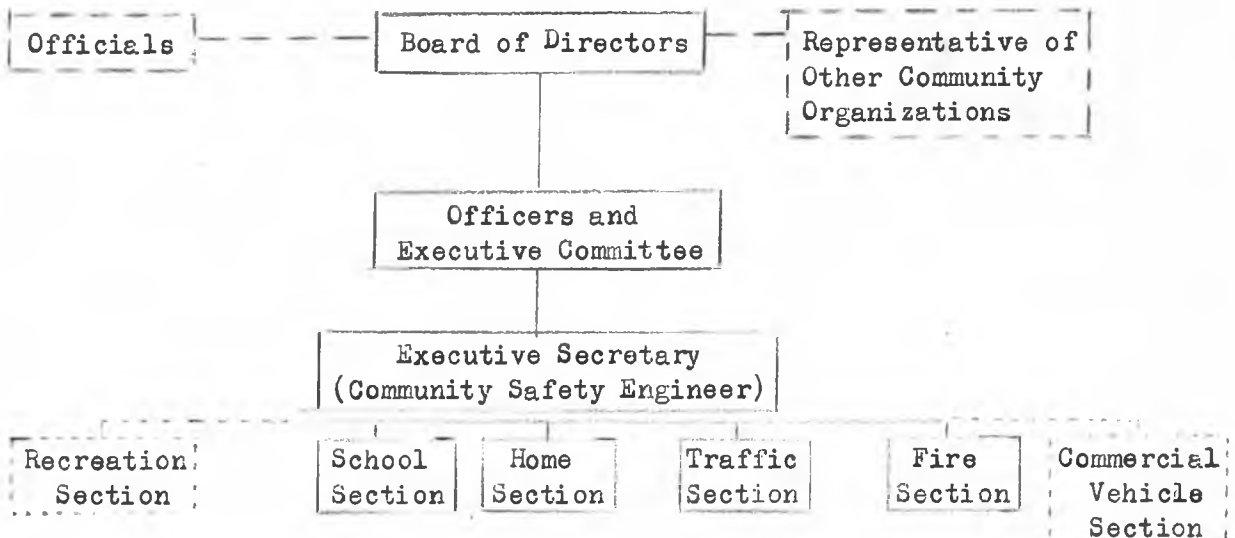 Officials
Board of Directors
Representative of
Other Community
Organizations
Officers and
Executive Committee
Executive Secretary
(Community Safety Engineer)
Recreation
Section
School
Section
Home
Section
Traffic
Section
Fire
Section
Commercial
Vehicle
Section